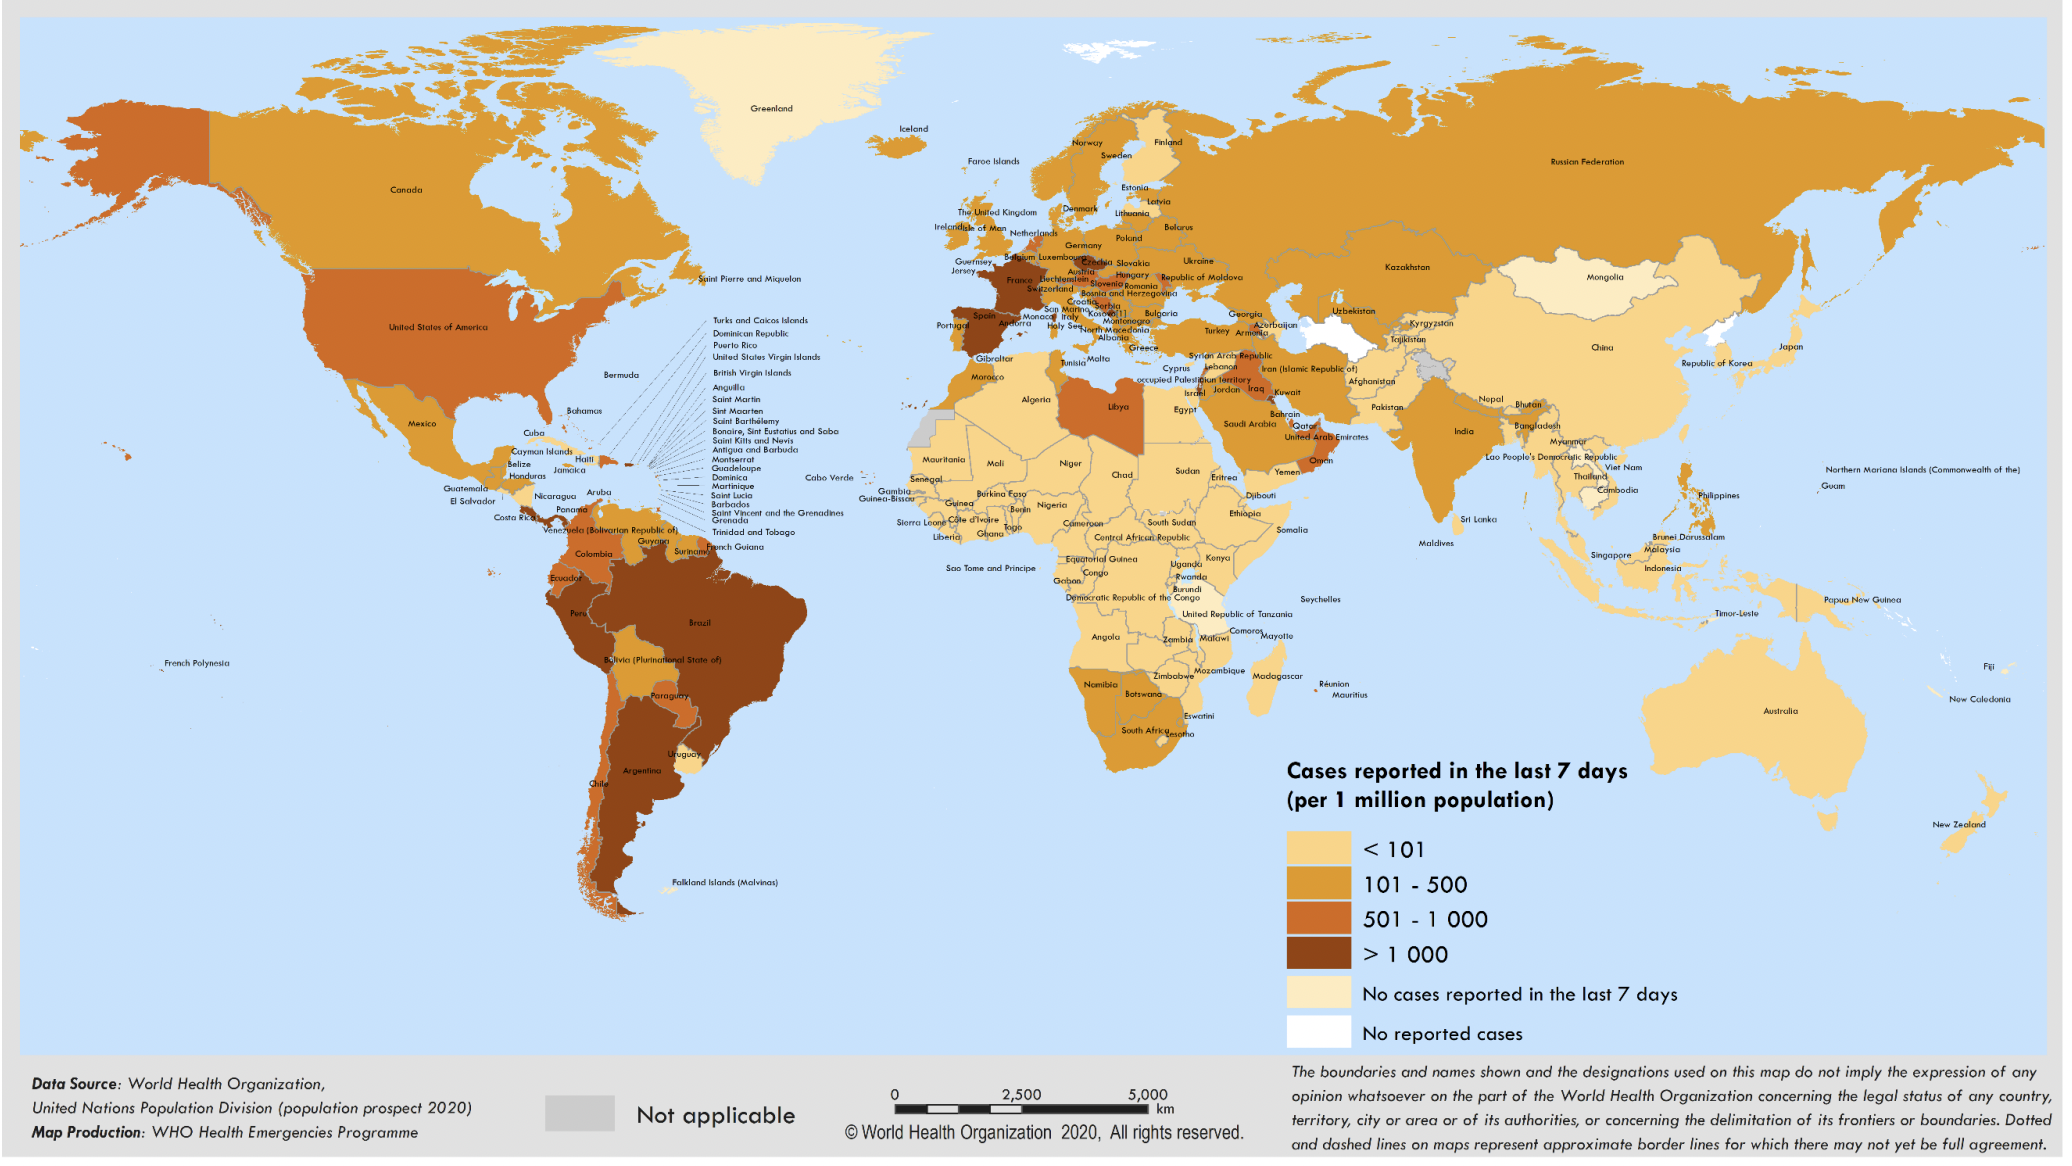 Greenland
Iceland
Faroe Islands
Norway
Sweden
Finland
Russian Federation
Canada
Estonia
Latvia
Lithuania
Denmark
The United Kingdom
Isle of Man
Ireland
Netherlands
Germany
Poland
Belarus
Belgium
Luxembourg
Guernsey
Jersey
Czechia
Slovakia
Ukraine
France
Austria
Liechtenstein
Hungary
Republic of Moldova
Switzerland
Slovenia
Romania
Bosnia and Herzegovina
Croatia
Serbia
San Marino
Monaco
Italy
Kosovo[1]
Bulgaria
Montenegro
Holy See
North Macedonia
Albania
Greece
Spain
Andorra
Portugal
Gibraltar
Malta
Tunisia
Kazakhstan
Mongolia
Georgia
Azerbaijan
Armenia
Turkey
Uzbekistan
Kyrgyzstan
Tajikistan
China
Japan
Republic of Korea
Saint Pierre and Miquelon
United States of America
Bermuda
Mexico
Bahamas
Cuba
Cayman Islands
Haiti
Jamaica
Belize
Honduras
Guatemala
El Salvador
Nicaragua
Costa Rica
Panama
Aruba
Turks and Caicos Islands
Dominican Republic
Puerto Rico
United States Virgin Islands
British Virgin Islands
Anguilla
Saint Martin
Sint Maarten
Saint Barthélemy
Bonaire, Sint Eustatius and Saba
Saint Kitts and Nevis
Antigua and Barbuda
Montserrat
Guadeloupe
Dominica
Martinique
Saint Lucia
Barbados
Saint Vincent and the Grenadines
Grenada
Trinidad and Tobago
Venezuela (Bolivarian Republic of)
Guyana
Suriname
French Guiana
Colombia
Ecuador
Peru
Brazil
Bolivia (Plurinational State of)
Paraguay
Uruguay
Argentina
Chile
Falkland Islands (Malvinas)
French Polynesia
Morocco
Algeria
Libya
Egypt
Cyprus
Syrian Arab Republic
Lebanon
occupied Palestinian territory
Israel
Jordan
Iraq
Iran (Islamic Republic of)
Kuwait
Bahrain
Qatar
United Arab Emirates
Saudi Arabia
Oman
Yemen
Afghanistan
Pakistan
Nepal
Bhutan
India
Bangladesh
Myanmar
Lao People's Democratic Republic
Viet Nam
Thailand
Cambodia
Philippines
Sri Lanka
Maldives
Brunei Darussalam
Malaysia
Singapore
Indonesia
Timor-Leste
Papua New Guinea
Northern Mariana Islands (Commonwealth of the)
Guam
Cabo Verde
Mauritania
Mali
Niger
Chad
Sudan
Eritrea
Djibouti
Senegal
Gambia
Guinea-Bissau
Guinea
Burkina Faso
Benin
Nigeria
Sierra Leone
Côte d'Ivoire
Togo
Ghana
Liberia
Cameroon
South Sudan
Central African Republic
Ethiopia
Somalia
Sao Tome and Principe
Equatorial Guinea
Congo
Gabon
Democratic Republic of the Congo
Uganda
Kenya
Rwanda
Burundi
United Republic of Tanzania
Seychelles
Comoros
Mayotte
Angola
Zambia
Malawi
Mozambique
Zimbabwe
Madagascar
Réunion
Mauritius
Namibia
Botswana
Eswatini
South Africa
Lesotho
Australia
Fiji
New Caledonia
New Zealand
Cases reported in the last 7 days
(per 1 million population)
< 101
101 - 500
501 - 1 000
> 1 000
No cases reported in the last 7 days
No reported cases
Data Source: World Health Organization,
United Nations Population Division (population prospect 2020)
Map Production: WHO Health Emergencies Programme
Not applicable
0 2,500 5,000
km
© World Health Organization 2020, All rights reserved.
The boundaries and names shown and the designations used on this map do not imply the expression of any
opinion whatsoever on the part of the World Health Organization concerning the legal status of any country,
territory, city or area or of its authorities, or concerning the delimitation of its frontiers or boundaries. Dotted
and dashed lines on maps represent approximate border lines for which there may not yet be full agreement.